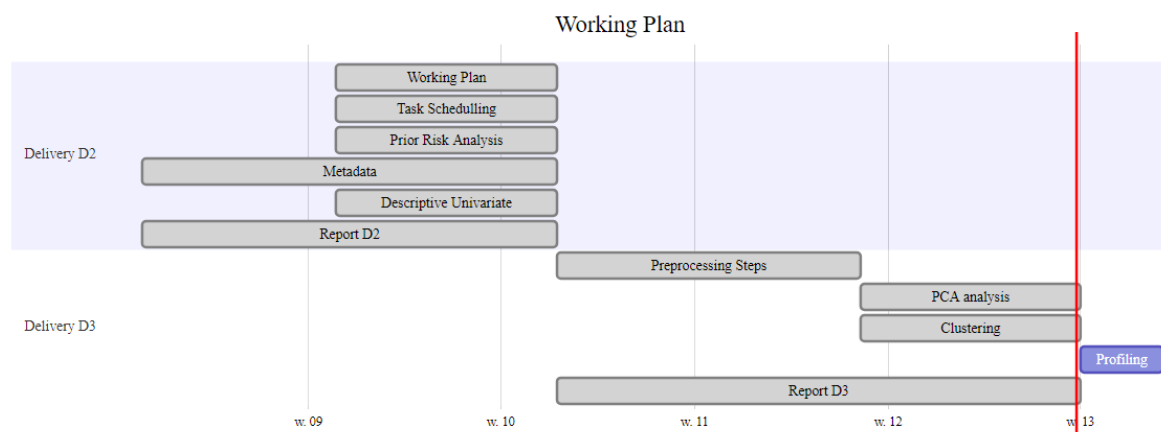 Working Plan
Delivery D2
Working Plan
Task Schedulling
Prior Risk Analysis
Metadata
Descriptive Univariate
Report D2
Delivery D3
Preprocessing Steps
PCA analysis
Clustering
Profiling
Report D3
w. 09
w. 10
w. 11
w. 12
w. 13